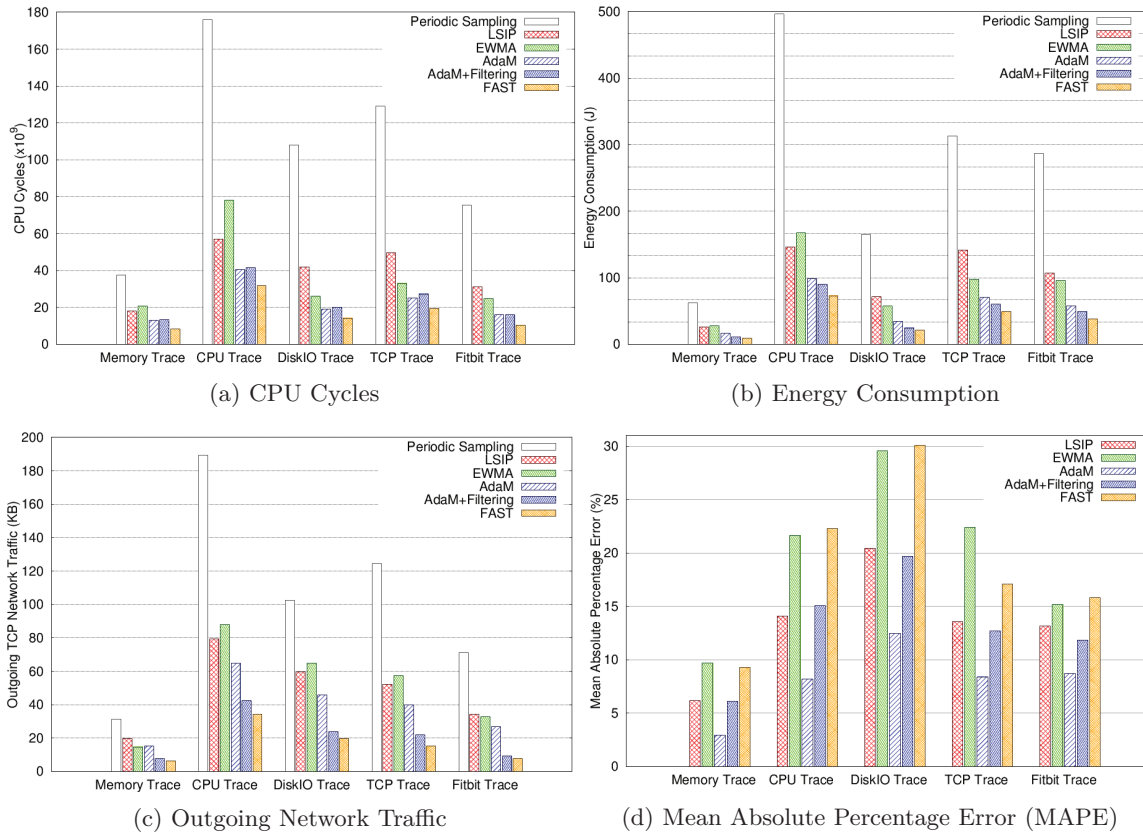 CPU Cycles (x10^9)
180
160
140
120
100
80
60
40
20
0
Periodic Sampling
LSIP
EWMA
AdaM
AdaM+Filtering
FAST
Memory Trace CPU Trace DiskIO Trace TCP Trace Fitbit Trace
(a) CPU Cycles
Energy Consumption (J)
500
400
300
200
100
0
Periodic Sampling
LSIP
EWMA
AdaM
AdaM+Filtering
FAST
Memory Trace CPU Trace DiskIO Trace TCP Trace Fitbit Trace
(b) Energy Consumption
Outgoing TCP Network Traffic (KB)
200
180
160
140
120
100
80
60
40
20
0
Periodic Sampling
LSIP
EWMA
AdaM
AdaM+Filtering
FAST
Memory Trace CPU Trace DiskIO Trace TCP Trace Fitbit Trace
(c) Outgoing Network Traffic
Mean Absolute Percentage Error (%)
30
25
20
15
10
5
0
LSIP
EWMA
AdaM
AdaM+Filtering
FAST
Memory Trace CPU Trace DiskIO Trace TCP Trace Fitbit Trace
(d) Mean Absolute Percentage Error (MAPE)